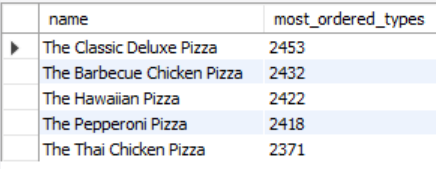 name most_ordered_types
The Classic Deluxe Pizza 2453
The Barbecue Chicken Pizza 2432
The Hawaiian Pizza 2422
The Pepperoni Pizza 2418
The Thai Chicken Pizza 2371